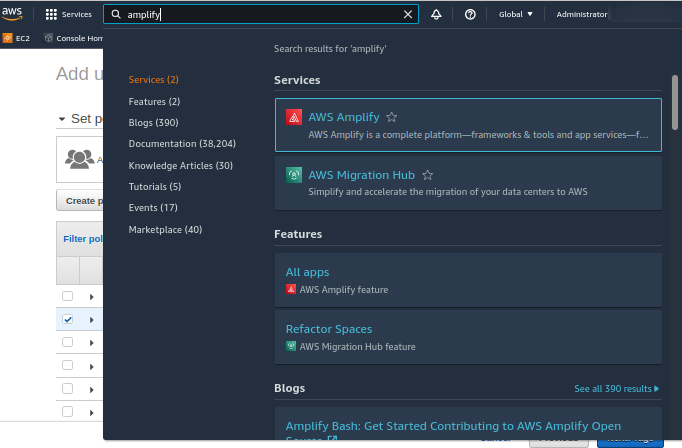 aws
Services
amplify
Global
Administrator
EC2
Console Hom
Add u
Set p
Create p
Filter pol
Search results for 'amplify'
Services (2)
Features (2)
Blogs (390)
Documentation (38,204)
Knowledge Articles (30)
Tutorials (5)
Events (17)
Marketplace (40)
Services
AWS Amplify
AWS Amplify is a complete platform—frameworks & tools and app services—f...
AWS Migration Hub
Simplify and accelerate the migration of your data centers to AWS
Features
All apps
AWS Amplify feature
Refactor Spaces
AWS Migration Hub feature
Blogs
See all 390 results
Amplify Bash: Get Started Contributing to AWS Amplify Open
Source